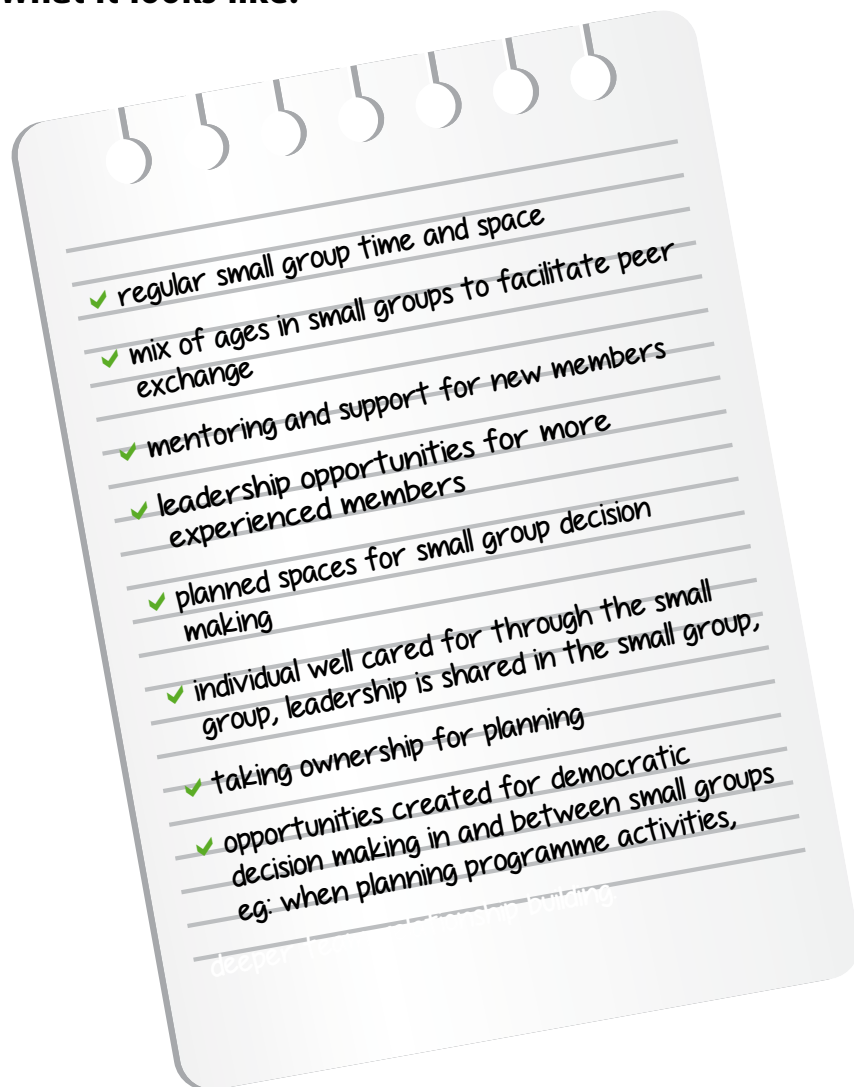 what it looks like:
regular small group time and space
mix of ages in small groups to facilitate peer
exchange
mentoring and support for new members
leadership opportunities for more
experienced members
planned spaces for small group decision
making
individual well cared for through the small
group, leadership is shared in the small group,
taking ownership for planning
opportunities created for democratic
decision making in and between small groups
eg: when planning programme activities,
deeper building